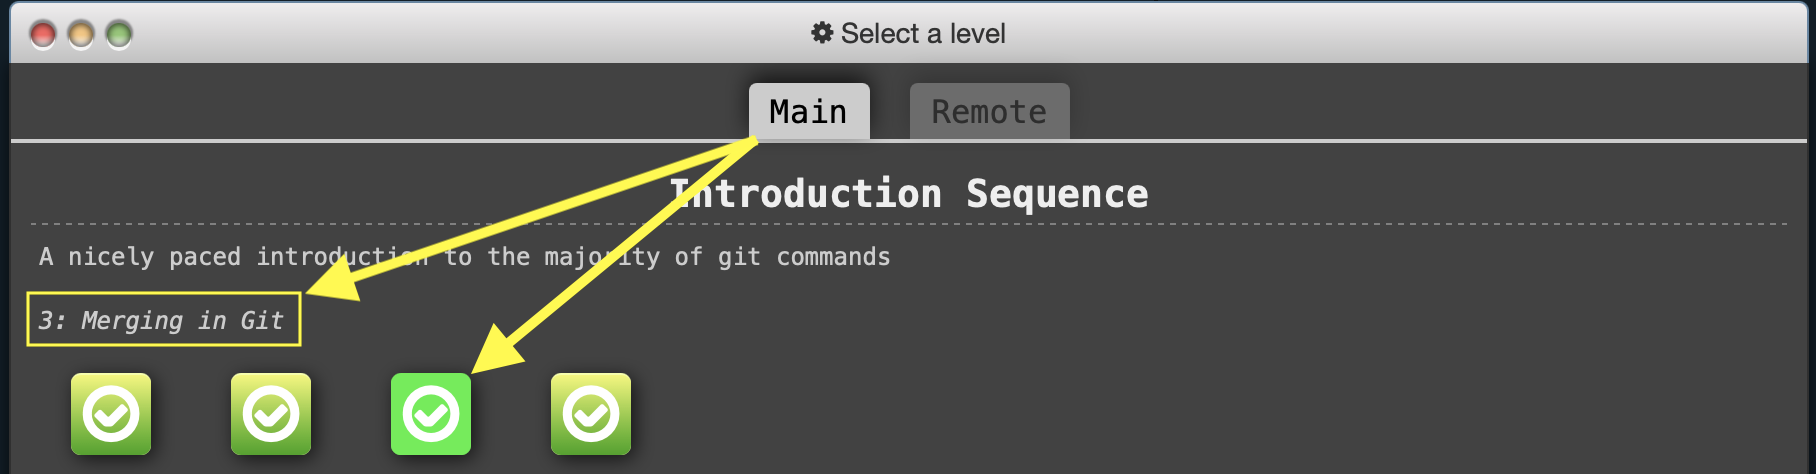 Select a level
Main Remote
Introduction Sequence
A nicely paced introduction to the majority of git commands
3: Merging in Git